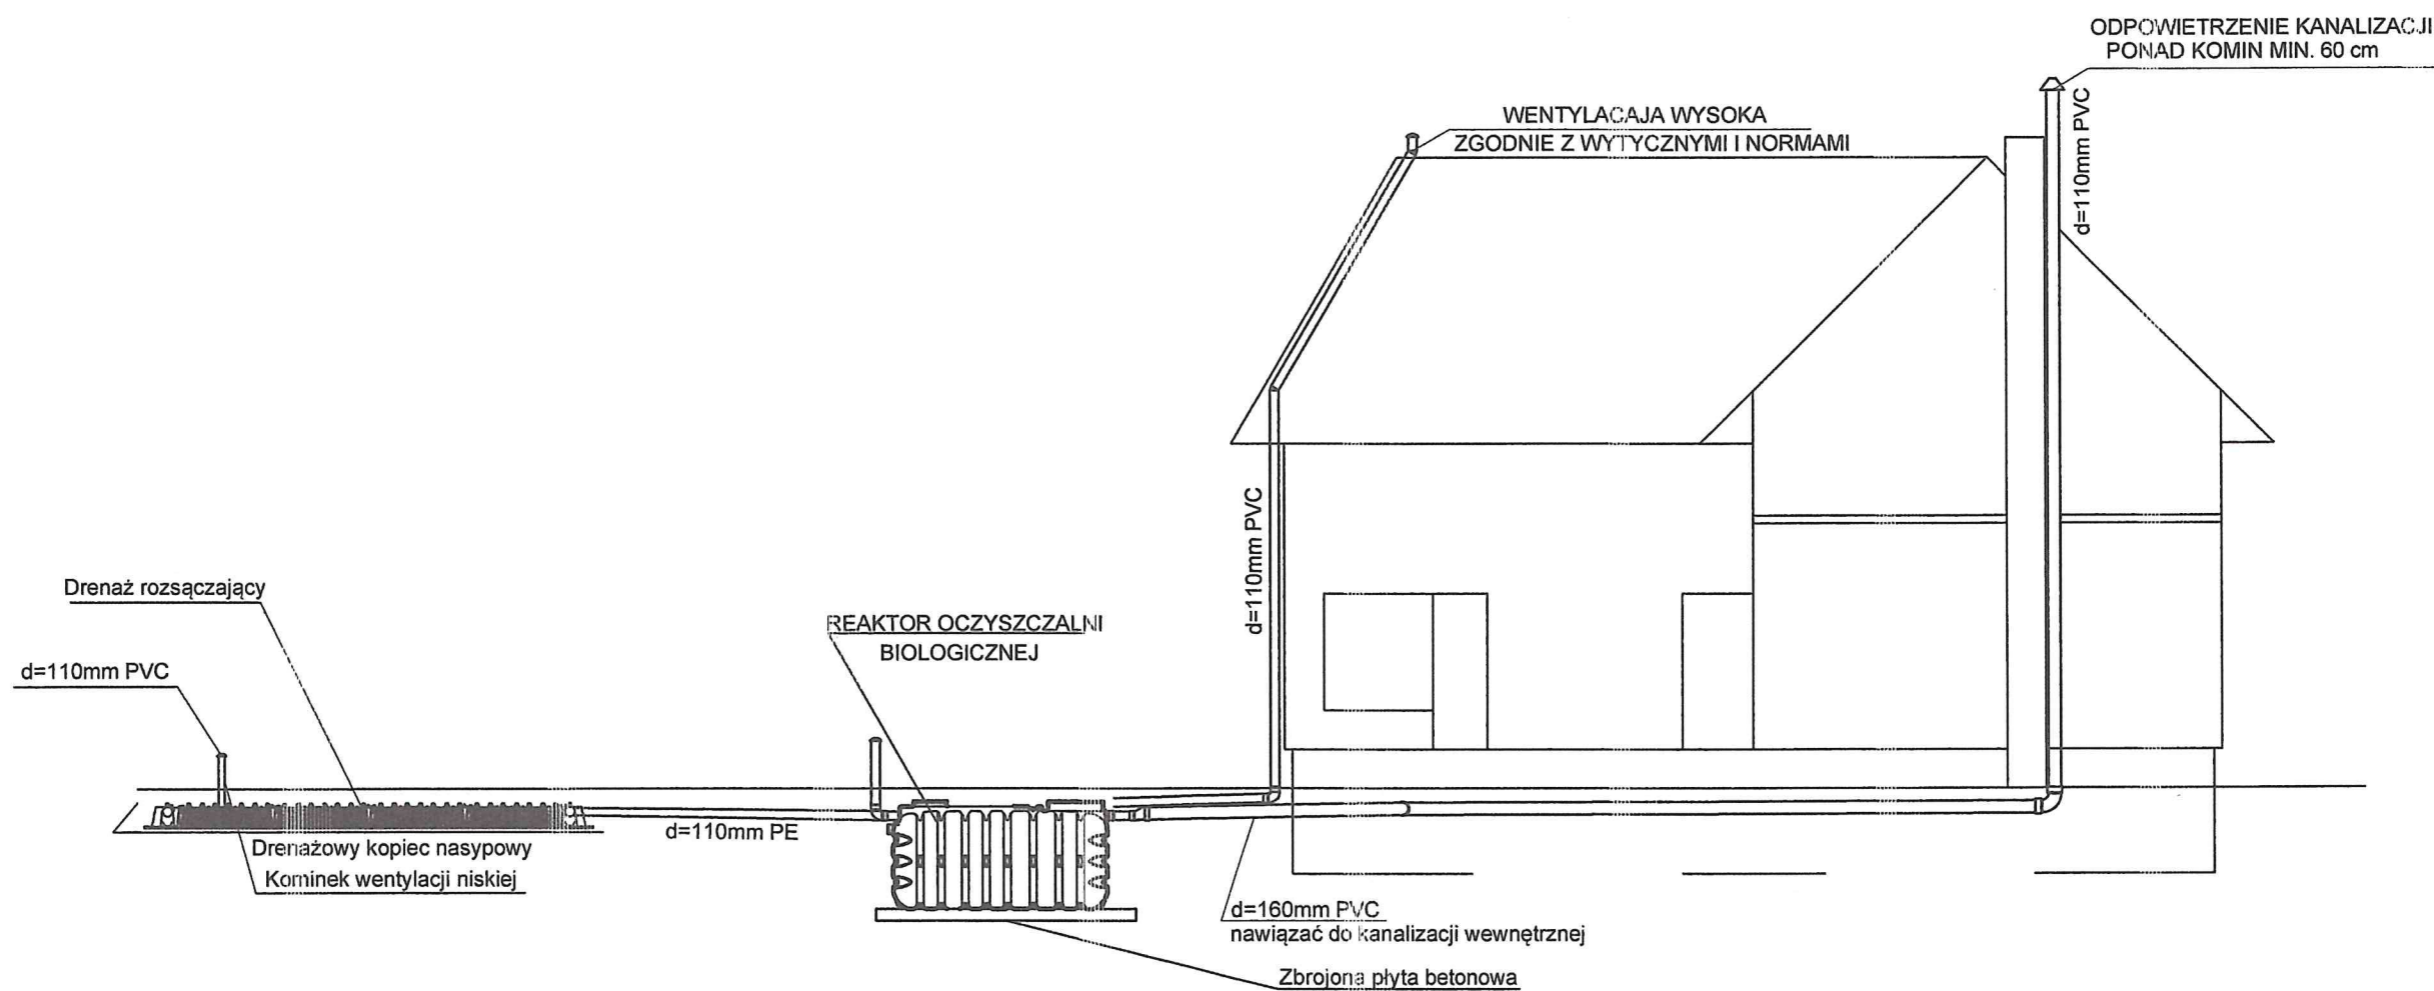 ODPOWIETRZENIE KANALIZACJI
PONAD KOMIN MIN. 60 cm
d=110mm PVC
WENTYLACAJA WYSOKA
ZGODNIE Z WYTYCZNYMI I NORMAMI
d=110mm PVC
Drenaż rozsączający
REAKTOR OCZYSZCZALNI
BIOLOGICZNEJ
d=110mm PVC
d=110mm PE
Drenażowy kopiec nasypowy
Kominek wentylacji niskiej
d=160mm PVC
nawiązać do kanalizacji wewnętrznej
Zbrojona płyta betonowa